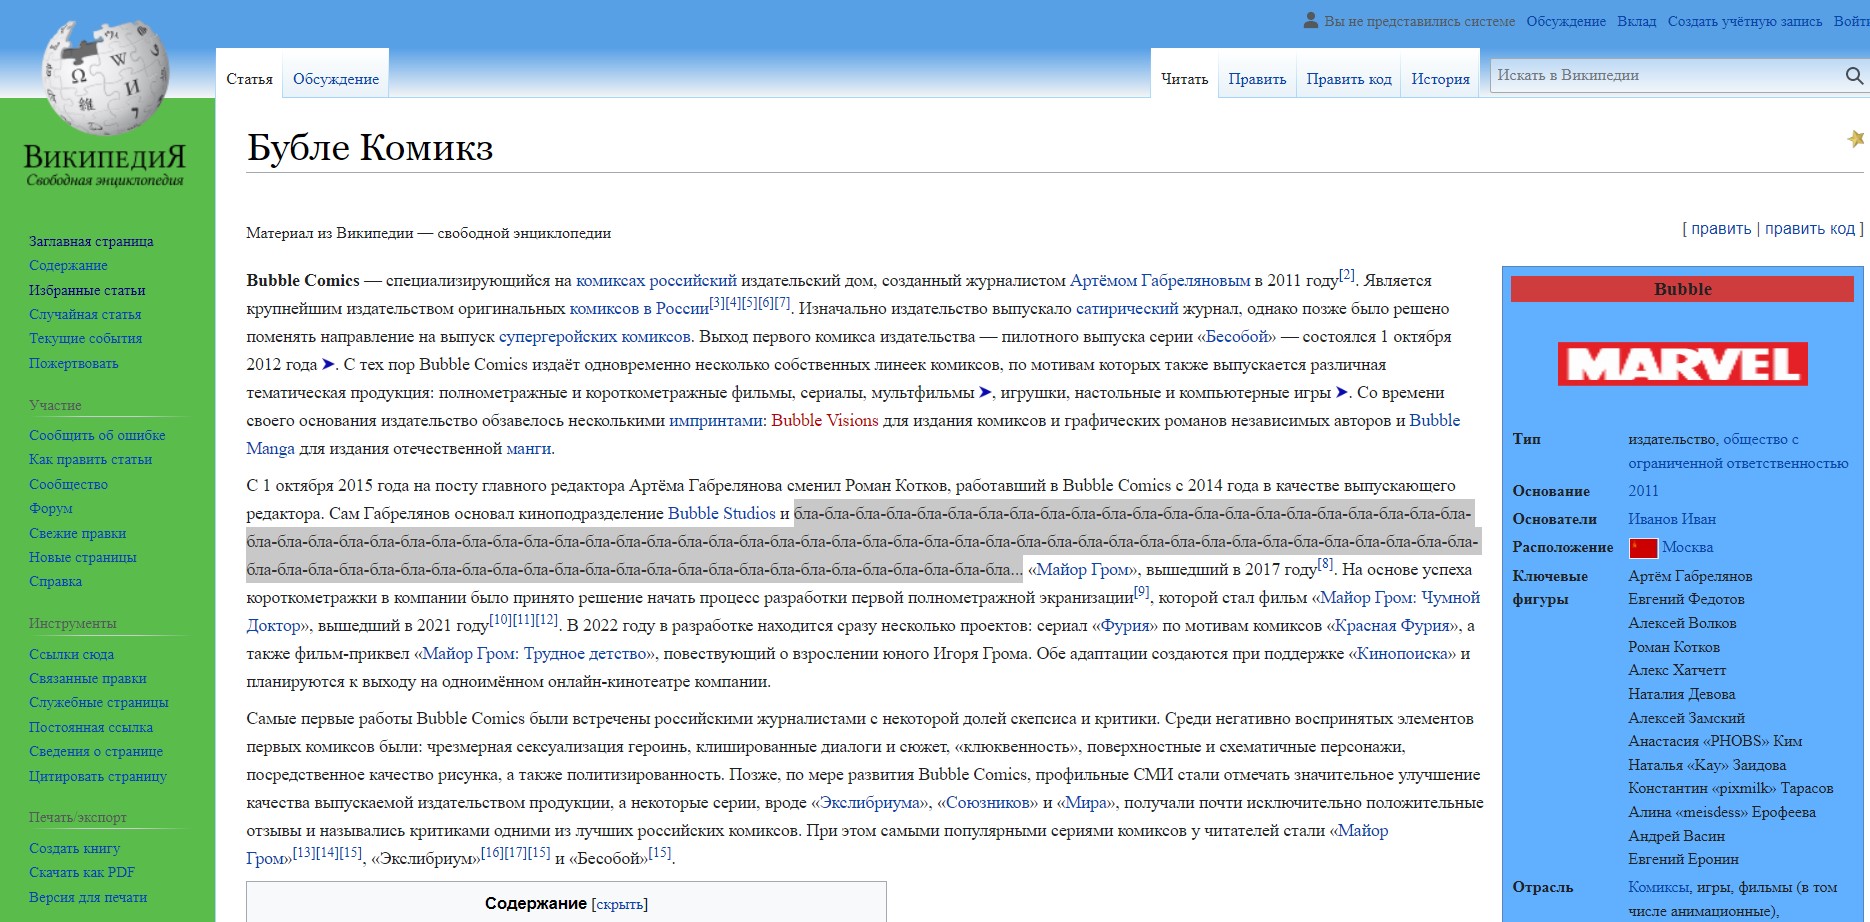 Вы не представились системе Обсуждение Вклад Создать учётную запись Войти
Статья Обсуждение Читать Править Править код История Искать в Википедии
ВикипедиЯ
Свободная энциклопедия
Заглавная страница
Содержание
Избранные статьи
Случайная статья
Текущие события
Пожертвовать
Участие
Сообщить об ошибке
Как править статьи
Сообщество
Форум
Свежие правки
Новые страницы
Справка
Инструменты
Ссылки сюда
Связанные правки
Служебные страницы
Постоянная ссылка
Сведения о странице
Цитировать страницу
Печать/экспорт
Создать книгу
Скачать как PDF
Версия для печати
Бубле Комикз
Материал из Википедии — свободной энциклопедии
[ править | править код ]
Bubble Comics — специализирующийся на комиксах российский издательский дом, созданный журналистом Артёмом Габреляновым в 2011 году[2]. Является
крупнейшим издательством оригинальных комиксов в России[3][4][5][6][7]. Изначально издательство выпускало сатирический журнал, однако позже было решено
поменять направление на выпуск супергеройских комиксов. Выход первого комикса издательства — пилотного выпуска серии «Бесобой» — состоялся 1 октября
2012 года ➤. С тех пор Bubble Comics издаёт одновременно несколько собственных линеек комиксов, по мотивам которых также выпускается различная
тематическая продукция: полнометражные и короткометражные фильмы, сериалы, мультфильмы ➤, игрушки, настольные и компьютерные игры ➤. Со времени
своего основания издательство обзавелось несколькими импринтами: Bubble Visions для издания комиксов и графических романов независимых авторов и Bubble
Manga для издания отечественной манги.
С 1 октября 2015 года на посту главного редактора Артёма Габрелянова сменил Роман Котков, работавший в Bubble Comics с 2014 года в качестве выпускающего
редактора. Сам Габрелянов основал киноподразделение Bubble Studios и бла-бла-бла-бла-бла-бла-бла-бла-бла-бла-бла-бла-бла-бла-бла-бла-бла-бла-бла-бла-бла-бла-
бла-бла-бла-бла-бла-бла-бла-бла-бла-бла-бла-бла-бла-бла-бла-бла-бла-бла-бла-бла-бла-бла-бла-бла-бла-бла-бла-бла-бла-бла-бла-бла-бла-бла-бла-бла-бла-бла-бла-бла-
бла-бла-бла-бла-бла-бла-бла-бла-бла-бла-бла-бла-бла-бла-бла-бла-бла-бла-бла-бла-бла-бла-бла-бла-бла... «Майор Гром», вышедший в 2017 году[8]. На основе успеха
короткометражки в компании было принято решение начать процесс разработки первой полнометражной экранизации[9], которой стал фильм «Майор Гром: Чумной
Доктор», вышедший в 2021 году[10][11][12]. В 2022 году в разработке находится сразу несколько проектов: сериал «Фурия» по мотивам комиксов «Красная Фурия», а
также фильм-приквел «Майор Гром: Трудное детство», повествующий о взрослении юного Игоря Грома. Обе адаптации создаются при поддержке «Кинопоиска» и
планируются к выходу на одноимённом онлайн-кинотеатре компании.
Самые первые работы Bubble Comics были встречены российскими журналистами с некоторой долей скепсиса и критики. Среди негативно воспринятых элементов
первых комиксов были: чрезмерная сексуализация героинь, клишированные диалоги и сюжет, «клюквенность», поверхностные и схематичные персонажи,
посредственное качество рисунка, а также политизированность. Позже, по мере развития Bubble Comics, профильные СМИ стали отмечать значительное улучшение
качества выпускаемой издательством продукции, а некоторые серии, вроде «Экслибриума», «Союзников» и «Мира», получали почти исключительно положительные
отзывы и назывались критиками одними из лучших российских комиксов. При этом самыми популярными сериями комиксов у читателей стали «Майор
Гром»[13][14][15], «Экслибриум»[16][17][15] и «Бесобой»[15].
Содержание [скрыть]
Bubble
MARVEL
Тип издательство, общество с
ограниченной ответственностью
Основание 2011
Основатели Иванов Иван
Расположение Москва
Ключевые Артём Габрелянов
фигуры Евгений Федотов
Алексей Волков
Роман Котков
Алекс Хатчетт
Наталия Девова
Алексей Замский
Анастасия «PHOBS» Ким
Наталья «Kay» Заидова
Константин «pixmilk» Тарасов
Алина «meisdess» Ерофеева
Андрей Васин
Евгений Еронин
Отрасль Комиксы, игры, фильмы (в том
числе анимационные),